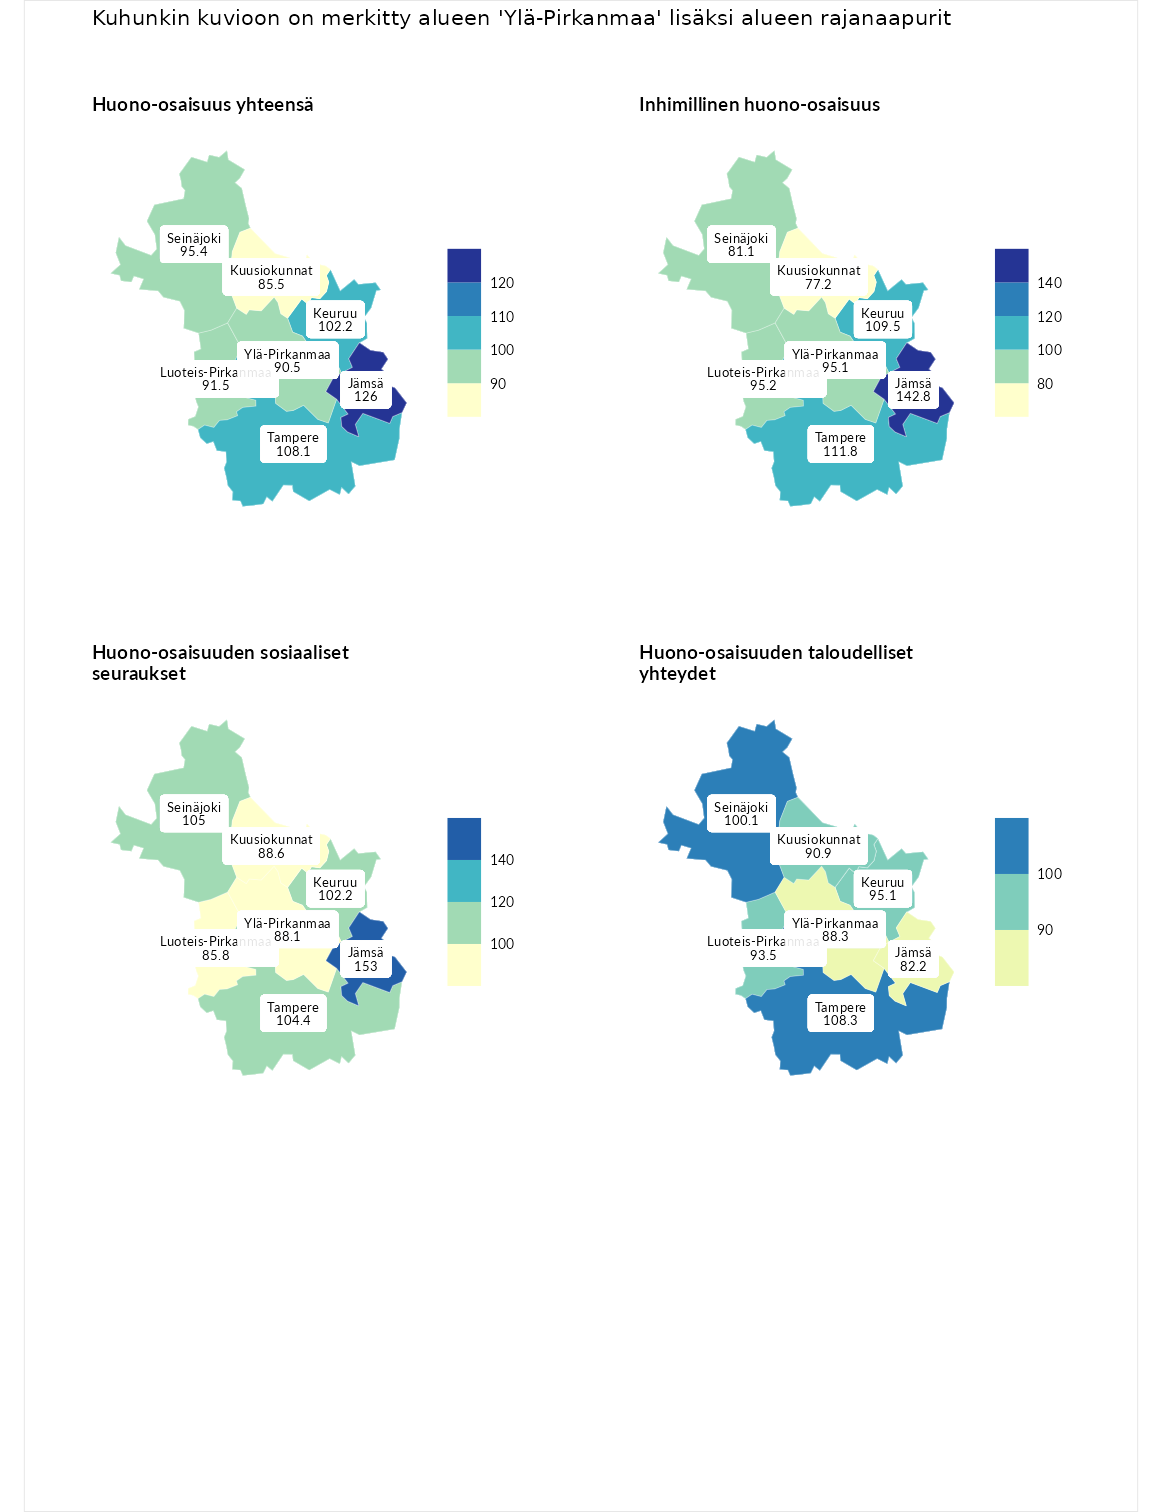 Kuhunkin kuvioon on merkitty alueen 'Ylä-Pirkanmaa' lisäksi alueen rajanaapurit
Huono-osaisuus yhteensä
Seinäjoki
95.4
Kuusiokunnat
85.5
Keuruu
102.2
Ylä-Pirkanmaa
90.5
Luoteis-Pirkanmaa
91.5
Jämsä
126
Tampere
108.1
120
110
100
90
Inhimillinen huono-osaisuus
Seinäjoki
81.1
Kuusiokunnat
77.2
Keuruu
109.5
Ylä-Pirkanmaa
95.1
Luoteis-Pirkanmaa
95.2
Jämsä
142.8
Tampere
111.8
140
120
100
80
Huono-osaisuuden sosiaaliset
seuraukset
Seinäjoki
105
Kuusiokunnat
88.6
Keuruu
102.2
Ylä-Pirkanmaa
88.1
Luoteis-Pirkanmaa
85.8
Jämsä
153
Tampere
104.4
140
120
100
Huono-osaisuuden taloudelliset
yhteydet
Seinäjoki
100.1
Kuusiokunnat
90.9
Keuruu
95.1
Ylä-Pirkanmaa
88.3
Luoteis-Pirkanmaa
93.5
Jämsä
82.2
Tampere
108.3
100
90